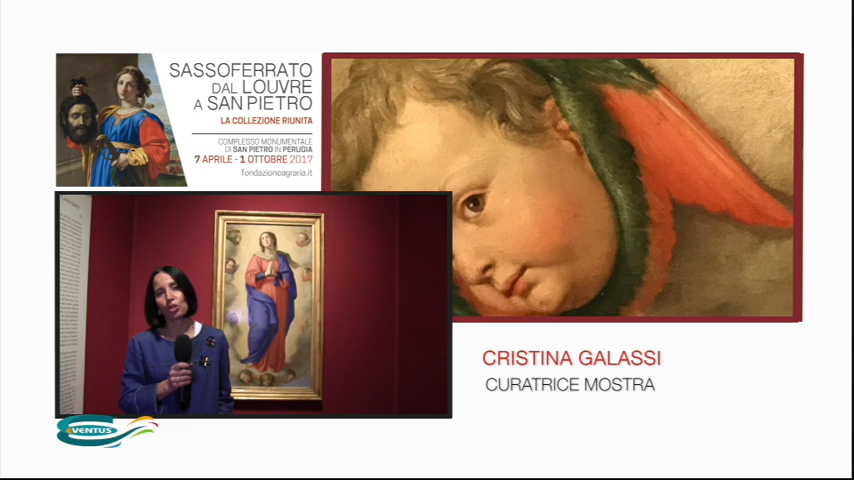 SASSOFERRATO
DAL LOUVRE
A SAN PIETRO
LA COLLEZIONE RIUNITA
COMPLESSO MONUMENTALE
DI SAN PIETRO IN PERUGIA
7 APRILE - 1 OTTOBRE 2017
fondazioneagraria.it
CRISTINA GALASSI
CURATRICE MOSTRA
EVENTUS